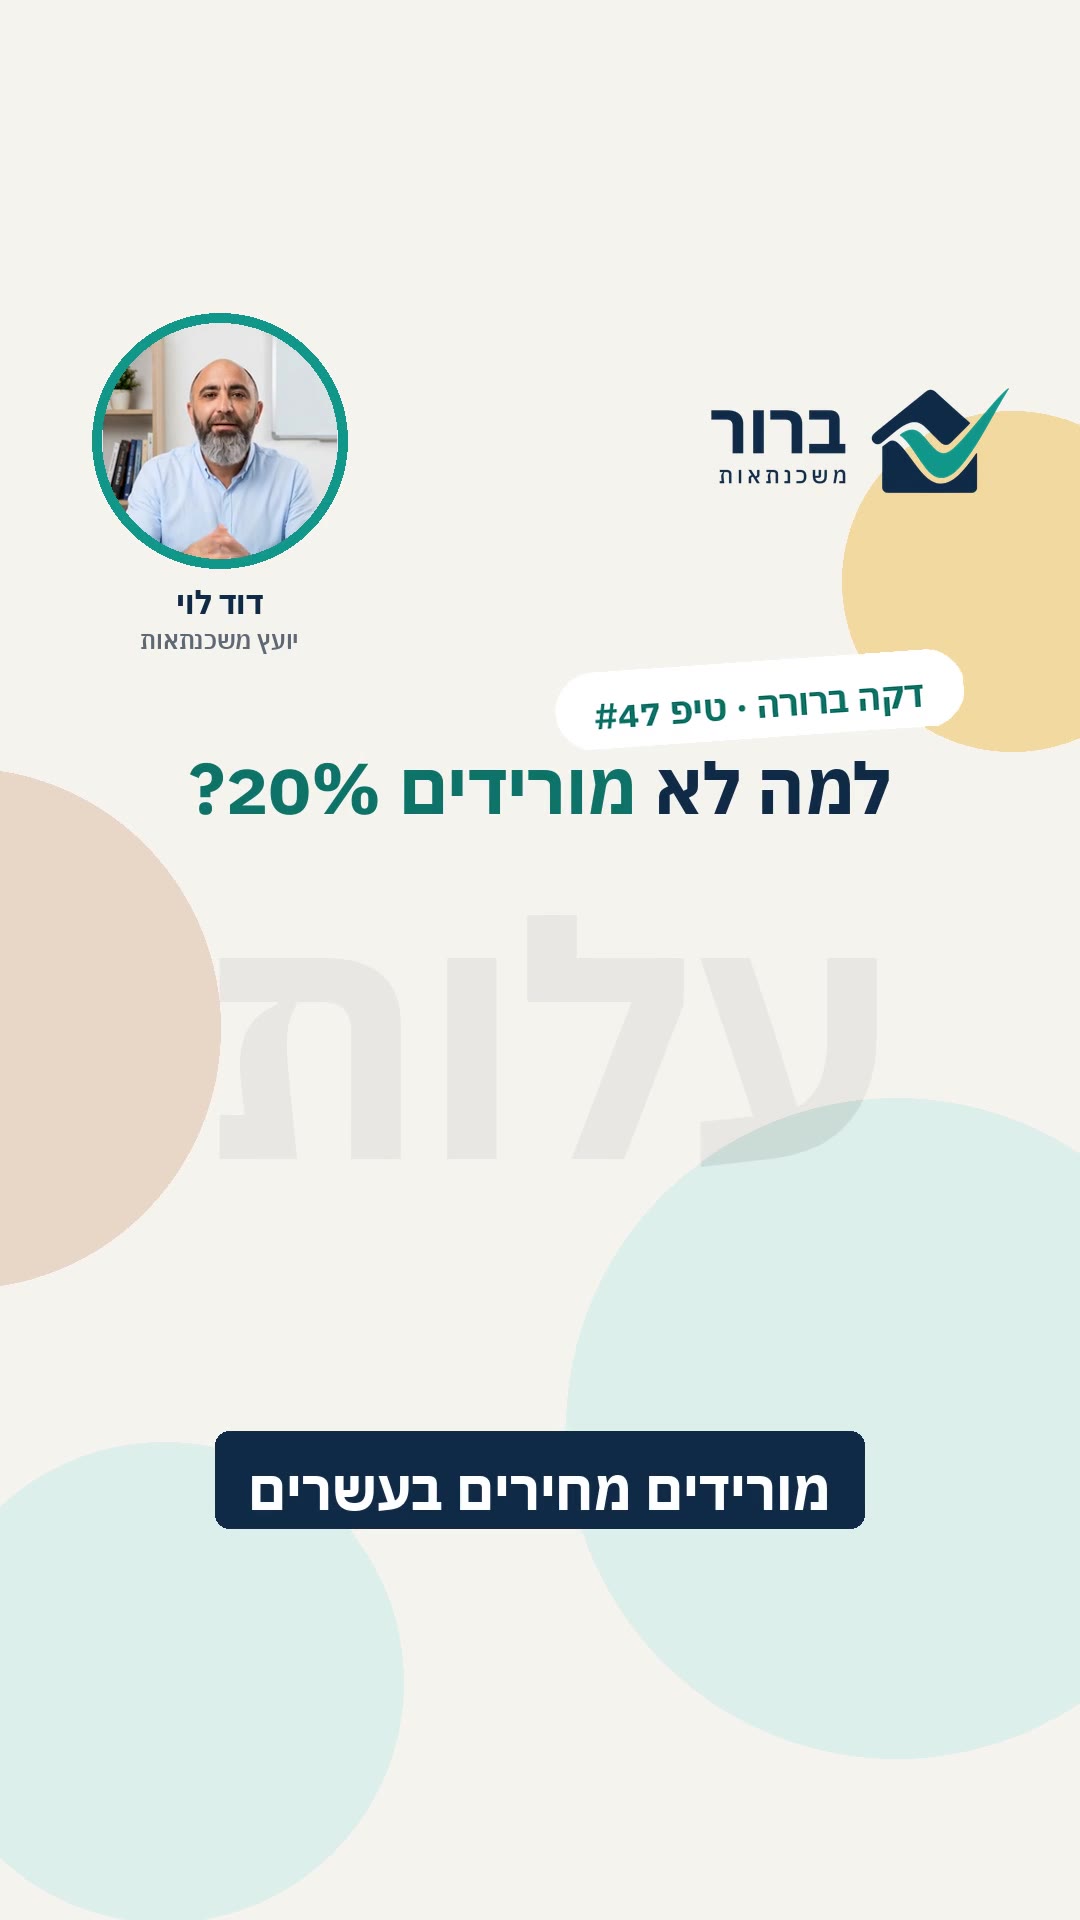 ברור
משכנתאות
דוד לוי
יועץ משכנתאות
דקה ברורה · טיפ #47
למה לא מורידים 20%?
עלות
מורידים מחירים בעשרים